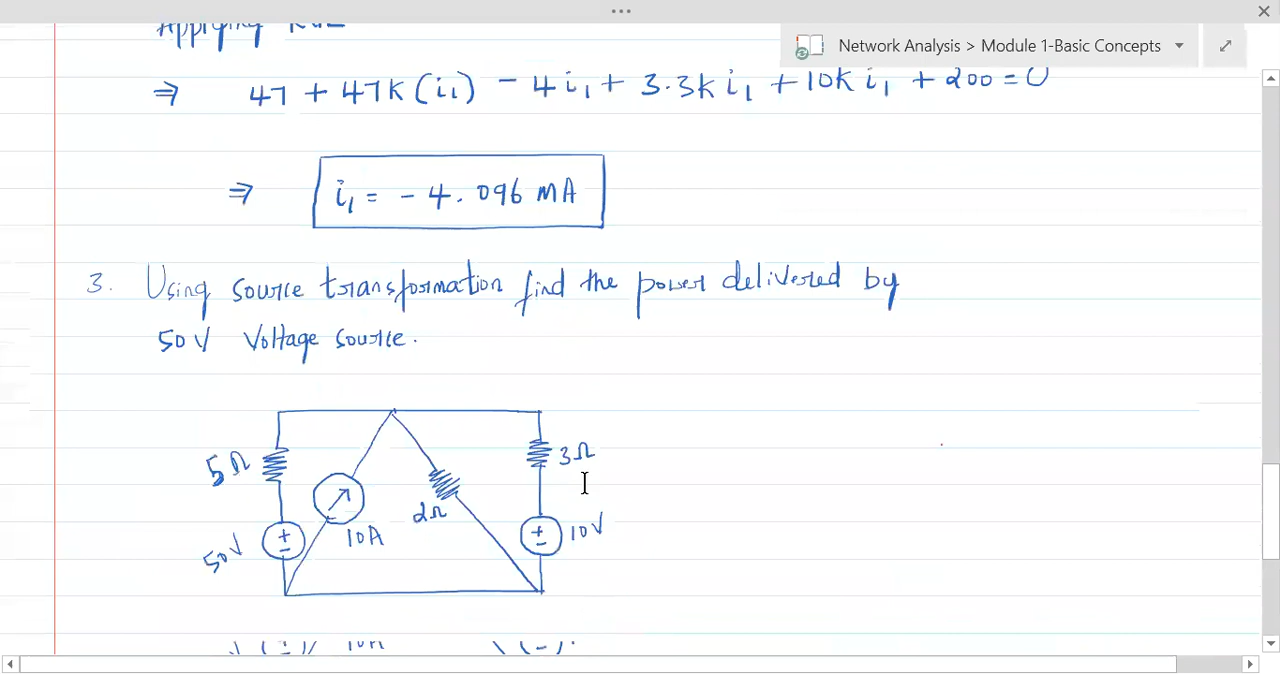 Network Analysis > Module 1-Basic Concepts
Applying
⇒ 47 + 47K (i1) - 4i1 + 3.3K i1 + 10K i1 + 200 = 0
⇒ i1 = - 4.096 mA
3. Using source transformation find the power delivered by
50V Voltage source.
5Ω
3Ω
2Ω
50V
10A
10V